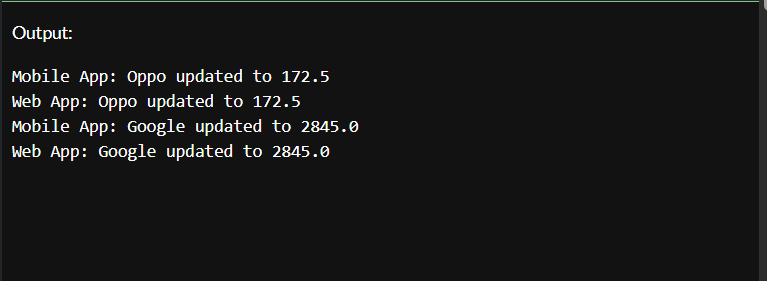 Output:
Mobile App: Oppo updated to 172.5
Web App: Oppo updated to 172.5
Mobile App: Google updated to 2845.0
Web App: Google updated to 2845.0